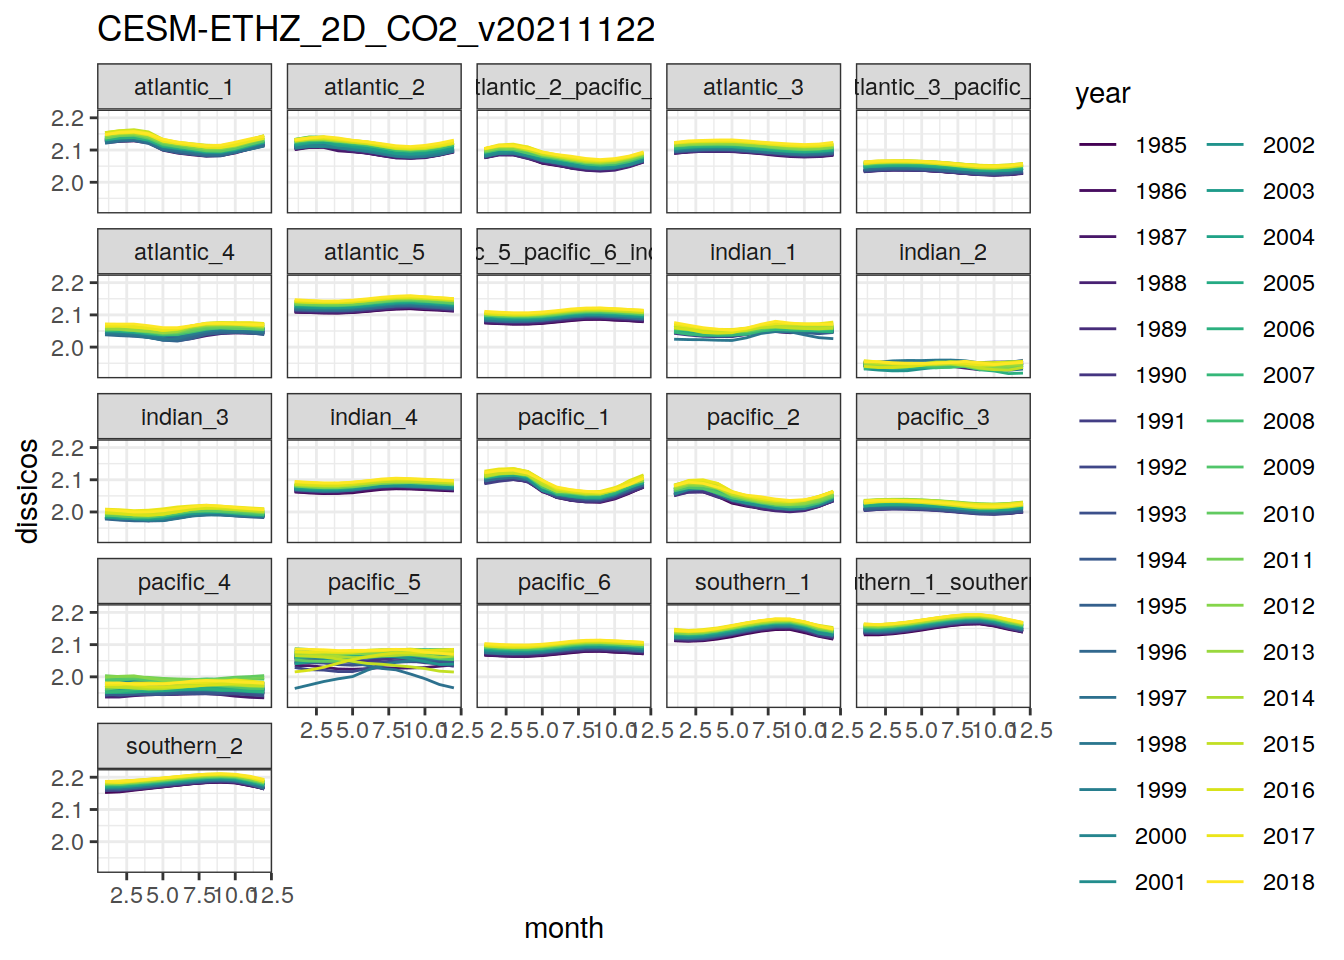 CESM-ETHZ_2D_CO2_v20211122
atlantic_1 atlantic_2 tlantic_2_pacific_ atlantic_3 tlantic_3_pacific_
2.2
2.1
2.0
atlantic_4 atlantic_5 c_5_pacific_6_ind indian_1 indian_2
2.2
2.1
2.0
indian_3 indian_4 pacific_1 pacific_2 pacific_3
2.2
2.1
2.0
pacific_4 pacific_5 pacific_6 southern_1 thern_1_southern
2.2
2.1
2.0
2.5 5.0 7.5 10.0 12.5 2.5 5.0 7.5 10.0 12.5 2.5 5.0 7.5 10.0 12.5 2.5 5.0 7.5 10.0 12.5
southern_2
2.2
2.1
2.0
2.5 5.0 7.5 10.0 12.5
month
dissicos
year
1985 2002
1986 2003
1987 2004
1988 2005
1989 2006
1990 2007
1991 2008
1992 2009
1993 2010
1994 2011
1995 2012
1996 2013
1997 2014
1998 2015
1999 2016
2000 2017
2001 2018